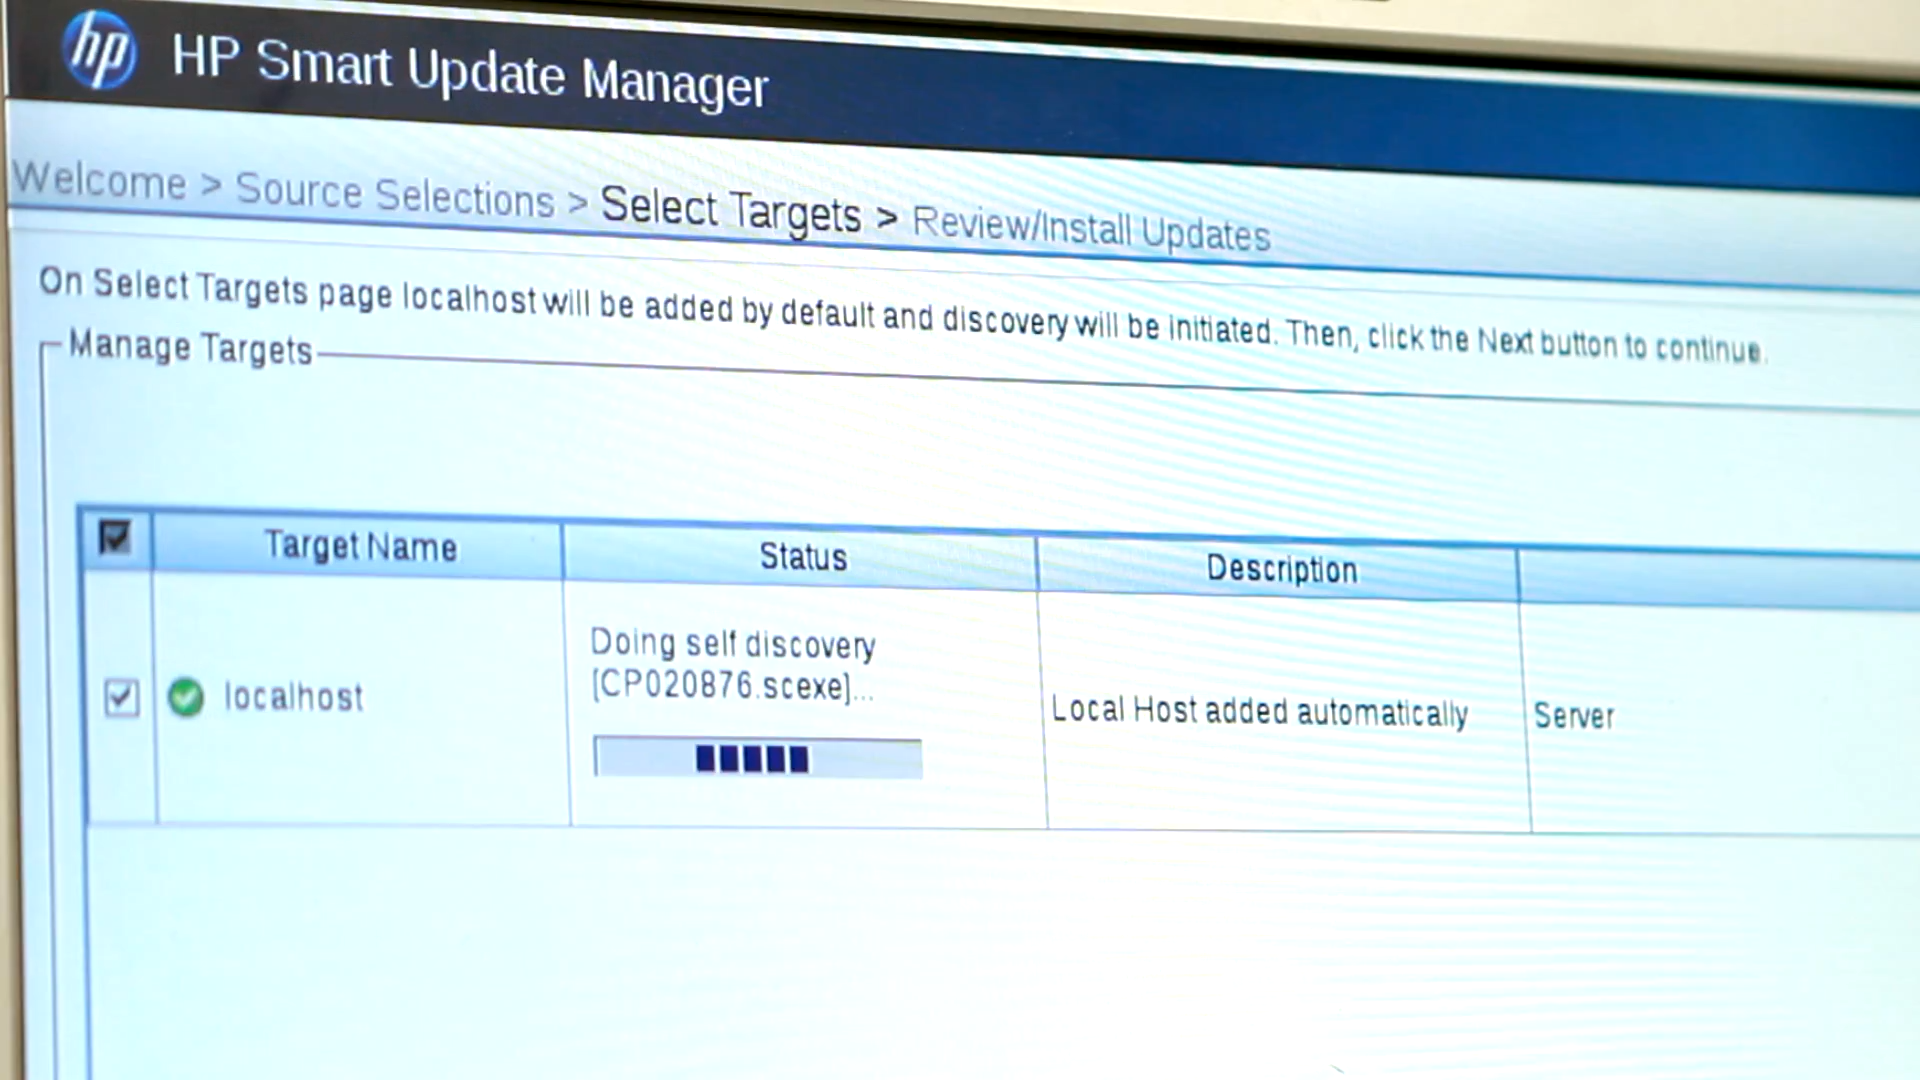 hp HP Smart Update Manager
Welcome > Source Selections > Select Targets > Review/Install Updates
On Select Targets page localhost will be added by default and discovery will be initiated. Then, click the Next button to continue.
Manage Targets
Target Name Status Description
Doing self discovery
[CP020876.scexe]...
localhost Local Host added automatically Server